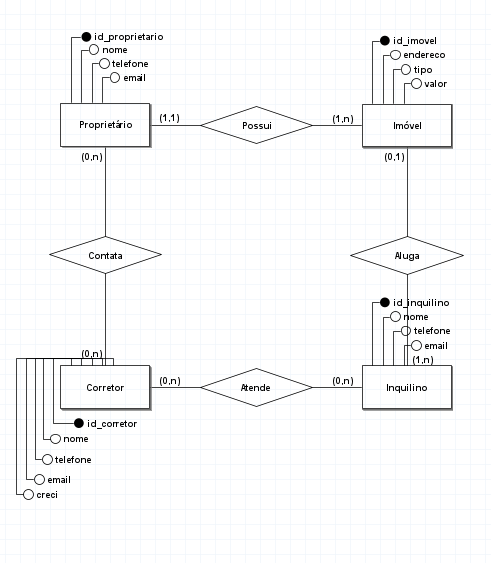 id_proprietario
nome
telefone
email
id_imovel
endereco
tipo
valor
Proprietário
(1,1)
Possui
(1,n)
Imóvel
(0,n)
(0,1)
Contata
Aluga
id_inquilino
nome
telefone
email
(0,n)
(1,n)
Corretor
(0,n)
Atende
(0,n)
Inquilino
id_corretor
nome
telefone
email
creci